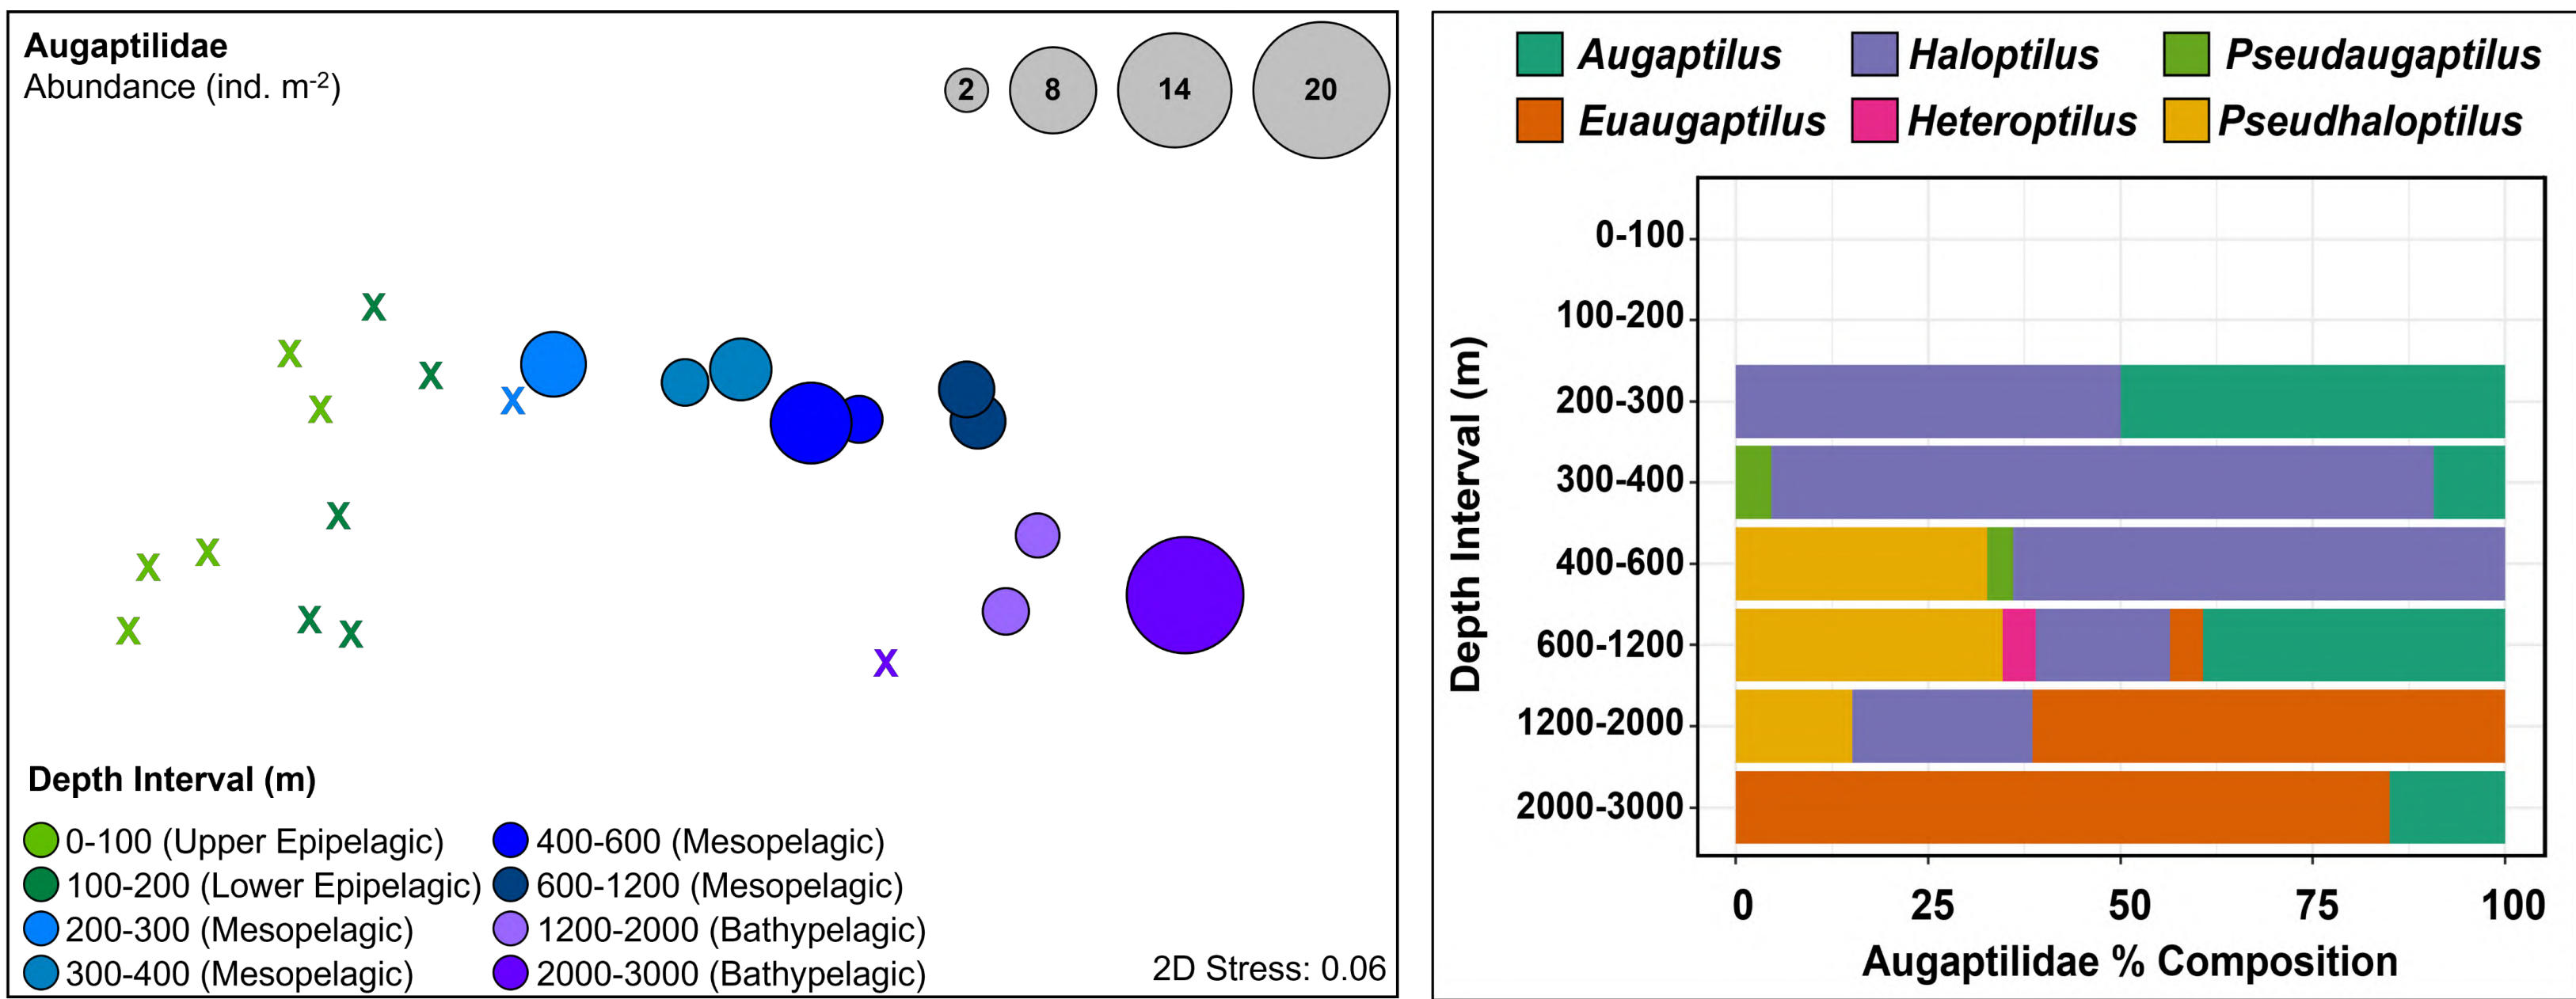 Augaptilidae
Abundance (ind. m-2)
2 8 14 20
X
X
X
X
X
X
X
X
X
X
X
X
Depth Interval (m)
0-100 (Upper Epipelagic)
100-200 (Lower Epipelagic)
200-300 (Mesopelagic)
300-400 (Mesopelagic)
400-600 (Mesopelagic)
600-1200 (Mesopelagic)
1200-2000 (Bathypelagic)
2000-3000 (Bathypelagic)
2D Stress: 0.06
Augaptilus Haloptilus Pseudaugaptilus
Euaugaptilus Heteroptilus Pseudhaloptilus
Depth Interval (m)
0-100
100-200
200-300
300-400
400-600
600-1200
1200-2000
2000-3000
0 25 50 75 100
Augaptilidae % Composition